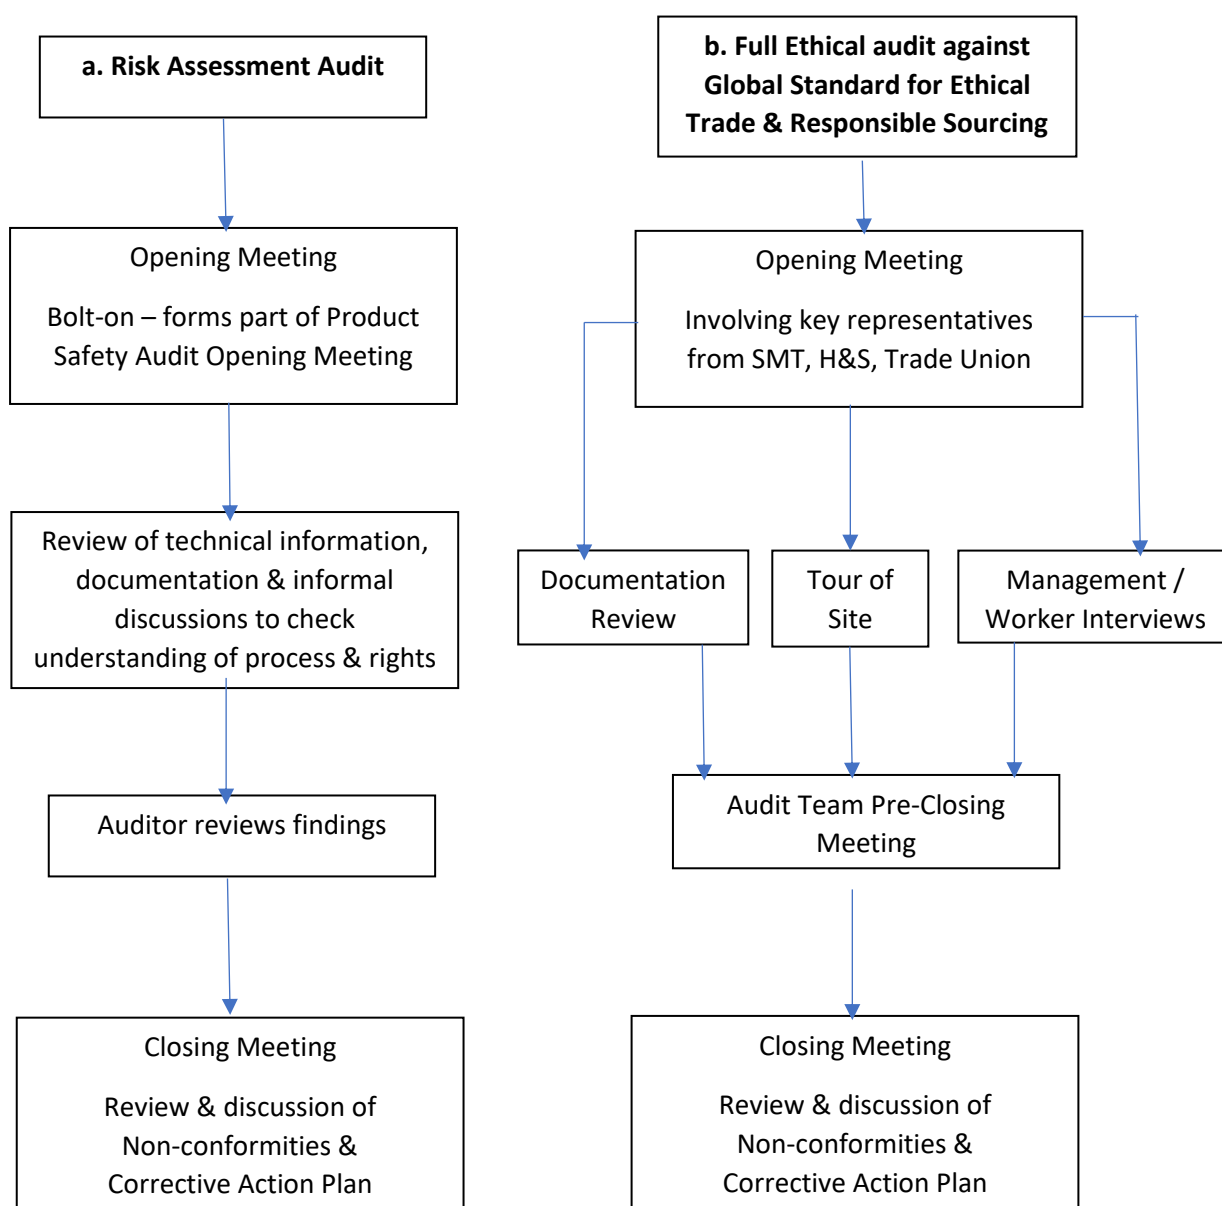 a. Risk Assessment Audit
Opening Meeting
Bolt-on – forms part of Product
Safety Audit Opening Meeting
Review of technical information,
documentation & informal
discussions to check
understanding of process & rights
Auditor reviews findings
Closing Meeting
Review & discussion of
Non-conformities &
Corrective Action Plan
b. Full Ethical audit against
Global Standard for Ethical
Trade & Responsible Sourcing
Opening Meeting
Involving key representatives
from SMT, H&S, Trade Union
Documentation
Review
Tour of
Site
Management /
Worker Interviews
Audit Team Pre-Closing
Meeting
Closing Meeting
Review & discussion of
Non-conformities &
Corrective Action Plan